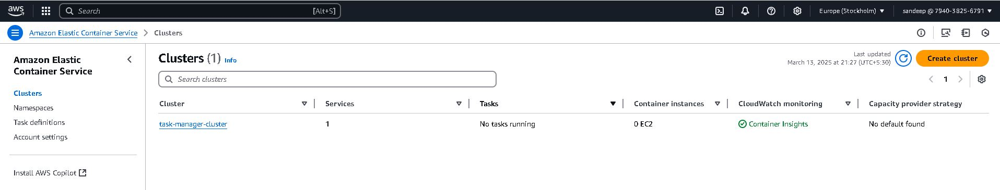 aws
Search [Alt+S] Europe (Stockholm) sandeep @ 7940-3825-6791
Amazon Elastic Container Service Clusters
Amazon Elastic
Container Service
Clusters
Namespaces
Task definitions
Account settings
Install AWS Copilot
Clusters (1) Info
Last updated
March 13, 2025 at 21:27 (UTC+5:30)
Create cluster
Search clusters
1
Cluster Services Tasks Container instances CloudWatch monitoring Capacity provider strategy
task-manager-cluster 1 No tasks running 0 EC2 Container Insights No default found